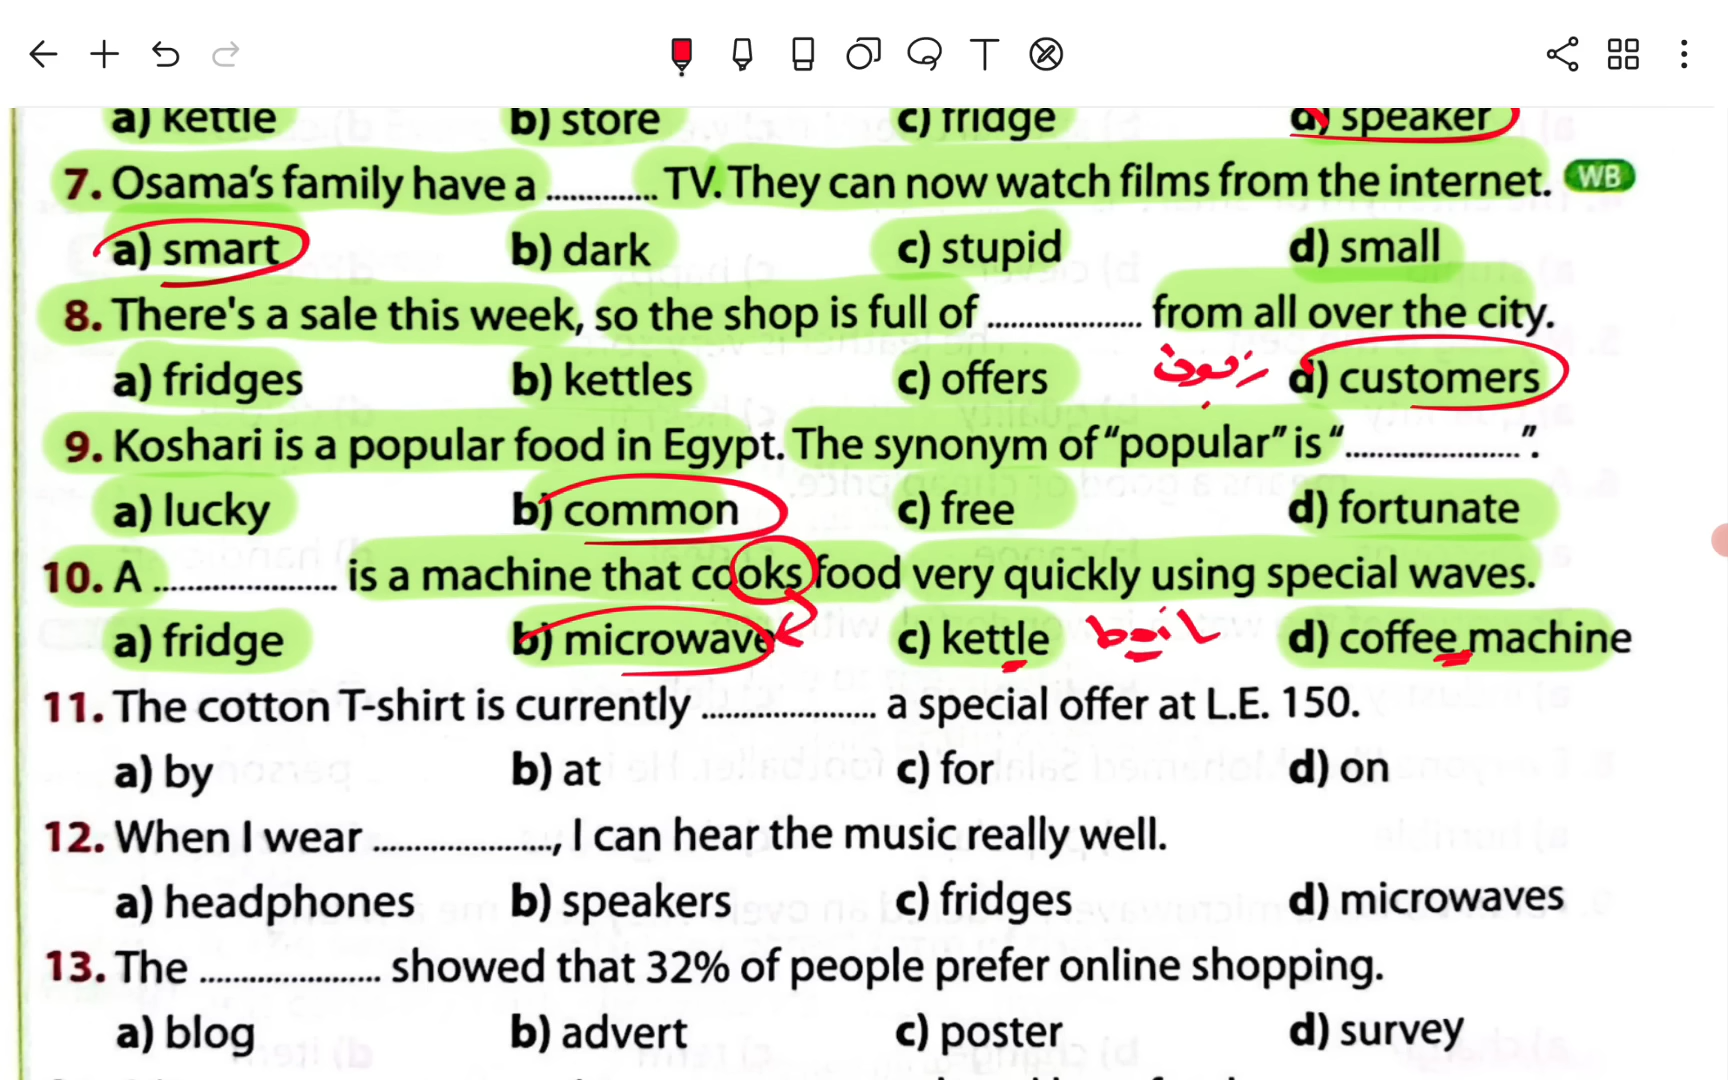 a) kettle b) store c) fridge d) speaker
7. Osama's family have a ............ TV. They can now watch films from the internet. WB
a) smart b) dark c) stupid d) small
8. There's a sale this week, so the shop is full of ................. from all over the city.
a) fridges b) kettles c) offers زبون d) customers
9. Koshari is a popular food in Egypt. The synonym of “popular” is “...................”.
a) lucky b) common c) free d) fortunate
10. A .................... is a machine that cooks food very quickly using special waves.
a) fridge b) microwave c) kettle boil d) coffee machine
11. The cotton T-shirt is currently ................... a special offer at L.E. 150.
a) by b) at c) for d) on
12. When I wear ...................., I can hear the music really well.
a) headphones b) speakers c) fridges d) microwaves
13. The .................... showed that 32% of people prefer online shopping.
a) blog b) advert c) poster d) survey